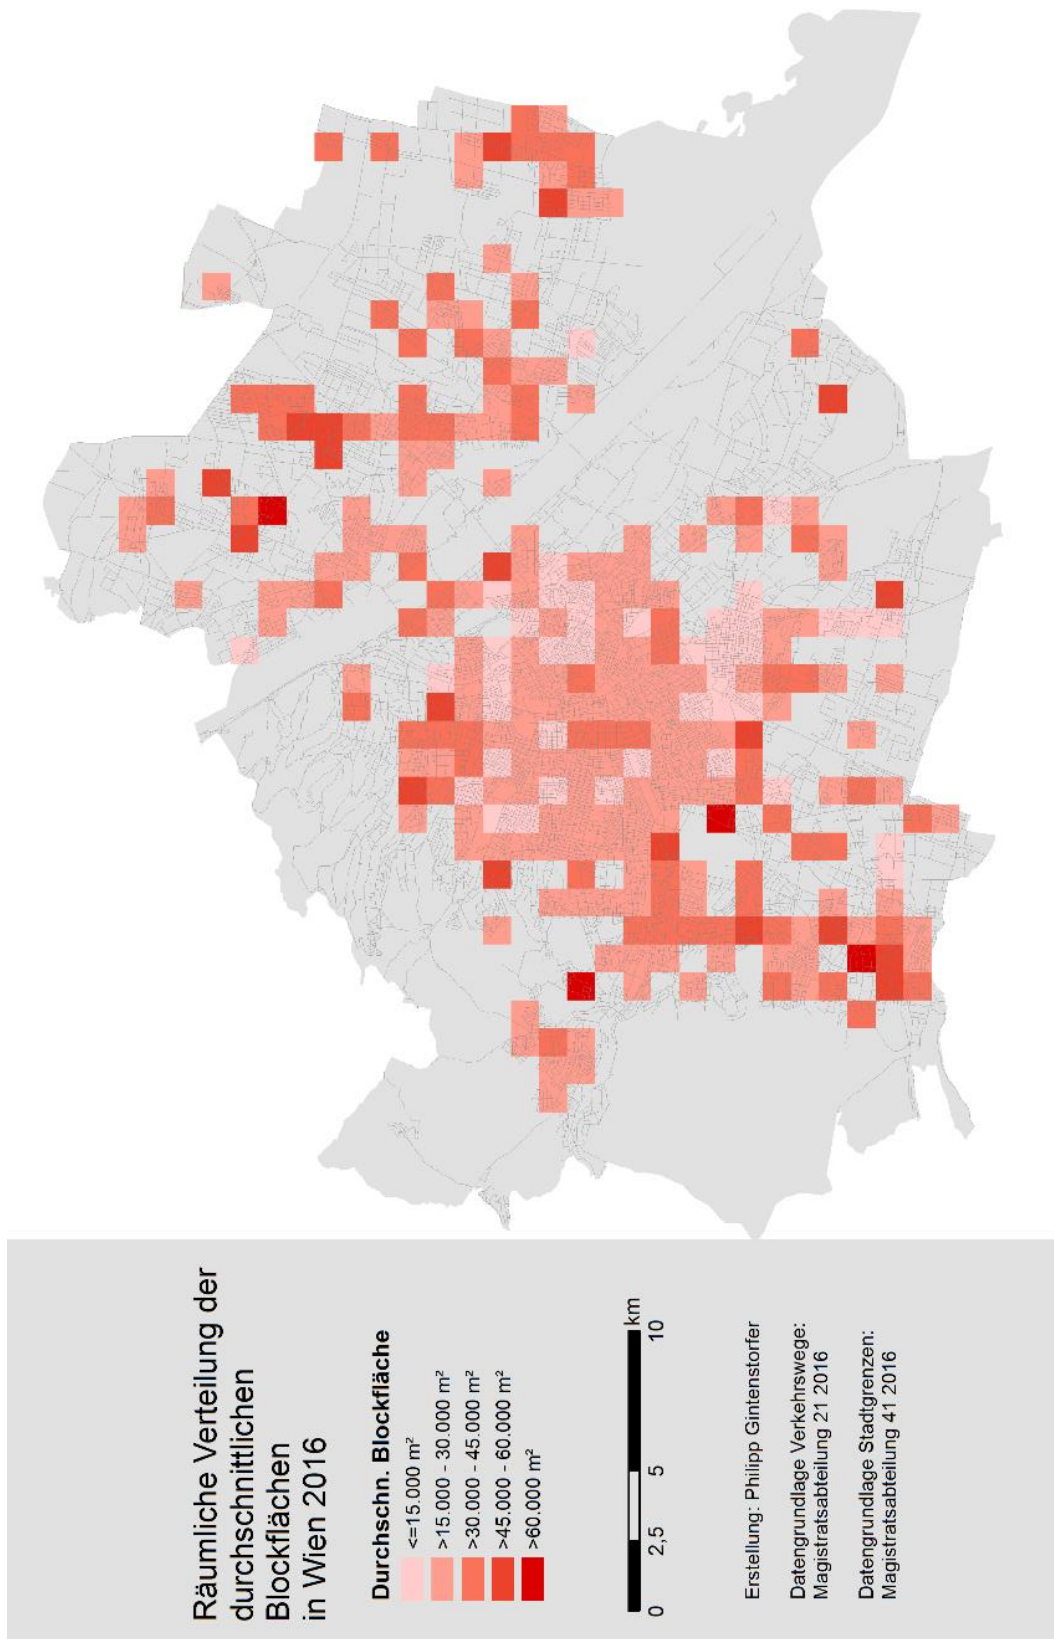 Räumliche Verteilung der
durchschnittlichen
Blockflächen
in Wien 2016
Durchschn. Blockfläche
<=15.000 m²
>15.000 - 30.000 m²
>30.000 - 45.000 m²
>45.000 - 60.000 m²
>60.000 m²
0 2,5 5 10
km
Erstellung: Philipp Gintenstorfer
Datengrundlage Verkehrswege:
Magistratsabteilung 21 2016
Datengrundlage Stadtgrenzen:
Magistratsabteilung 41 2016